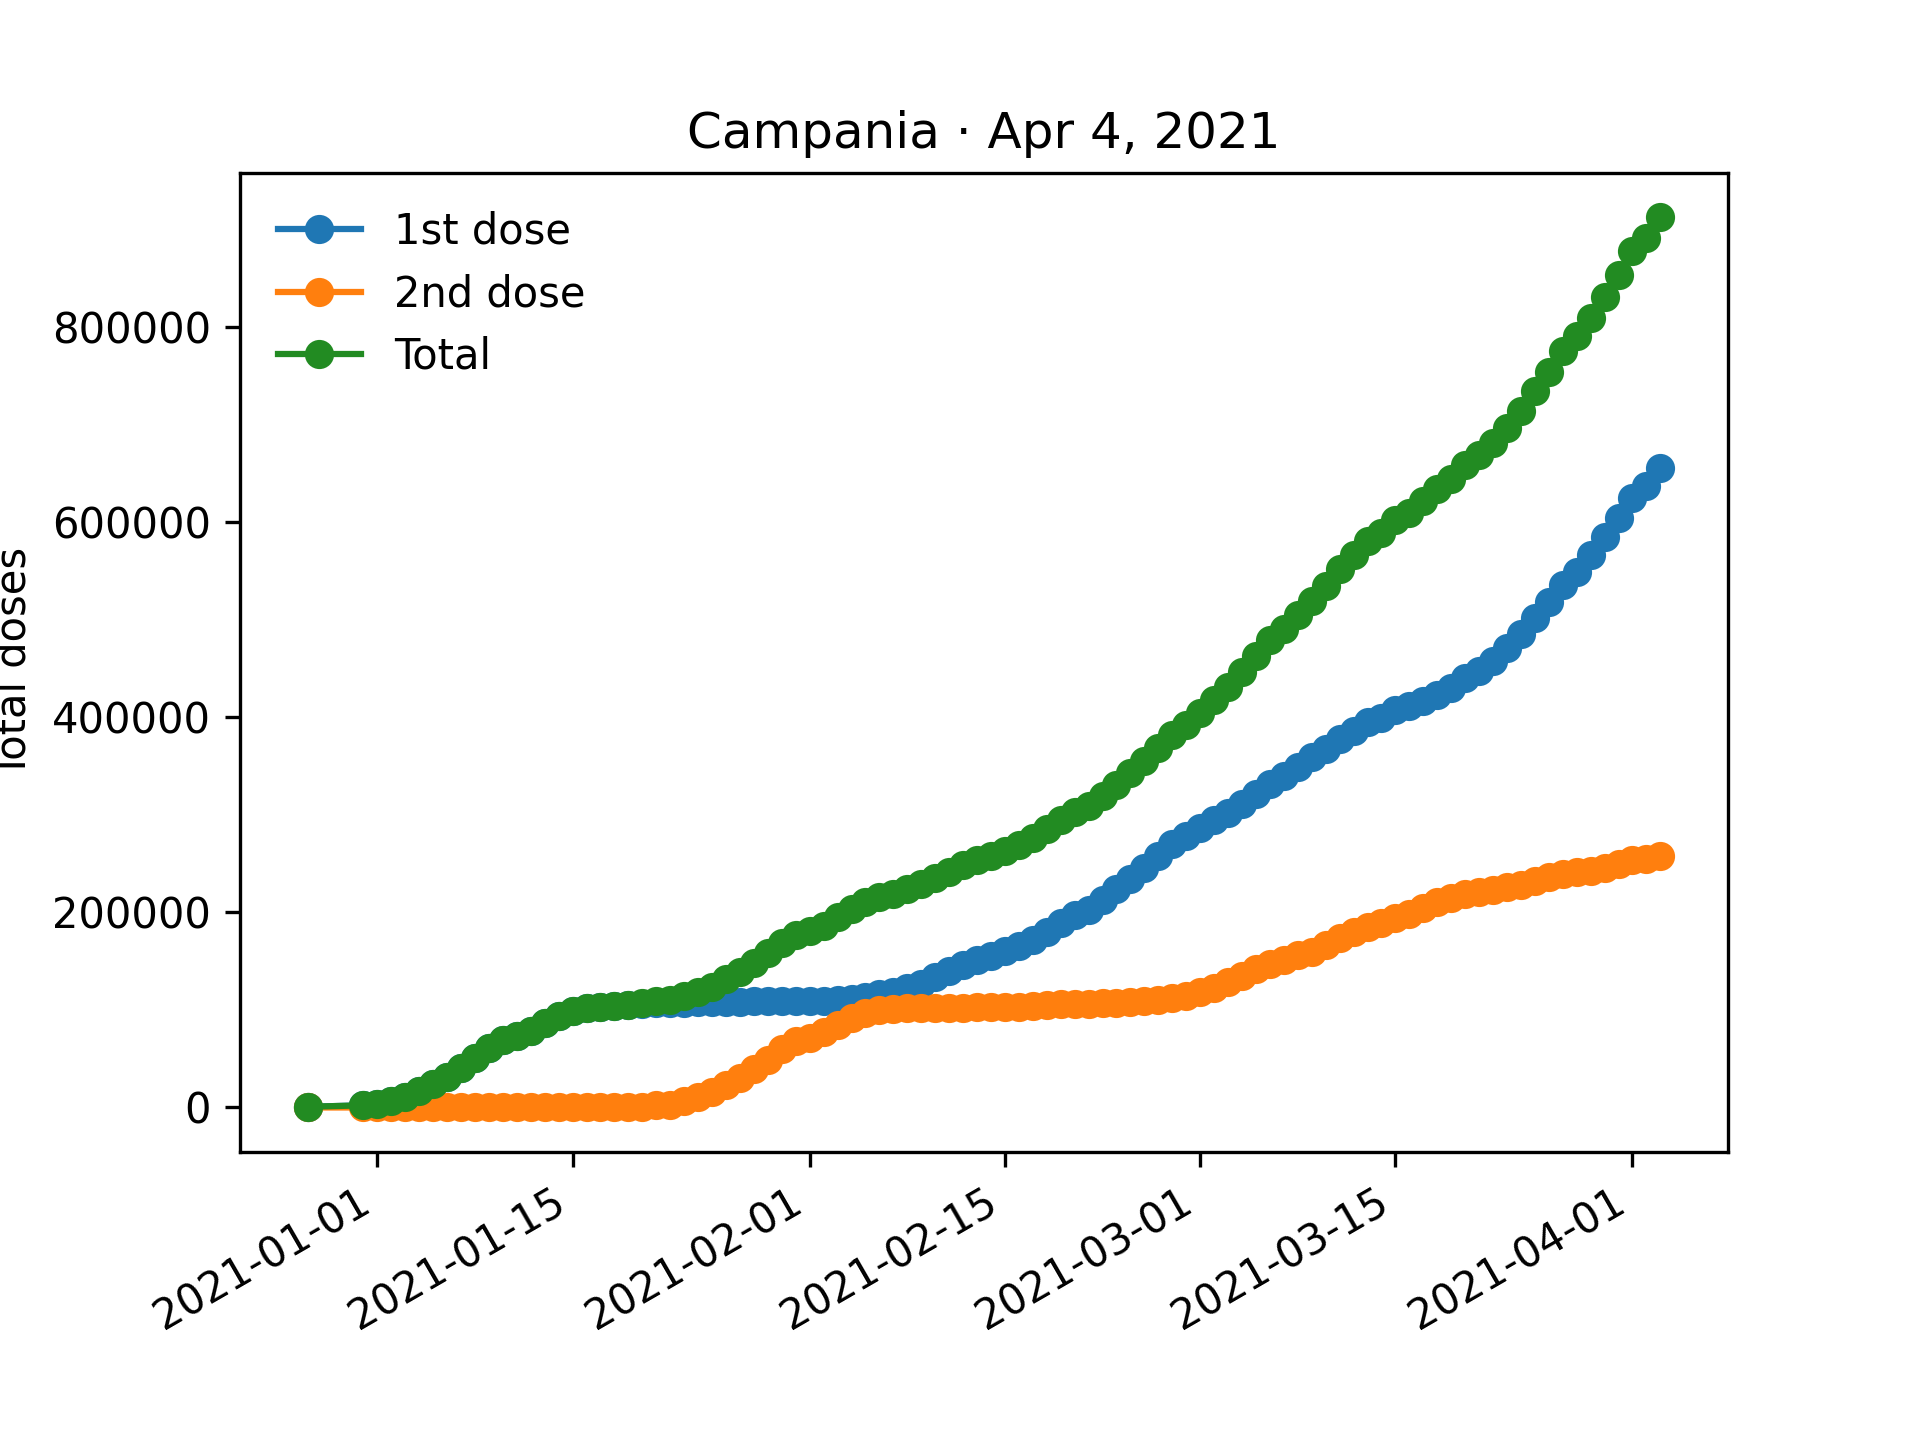 Campania · Apr 4, 2021
1st dose
2nd dose
Total
800000
600000
400000
200000
0
Total doses
2021-01-01
2021-01-15
2021-02-01
2021-02-15
2021-03-01
2021-03-15
2021-04-01